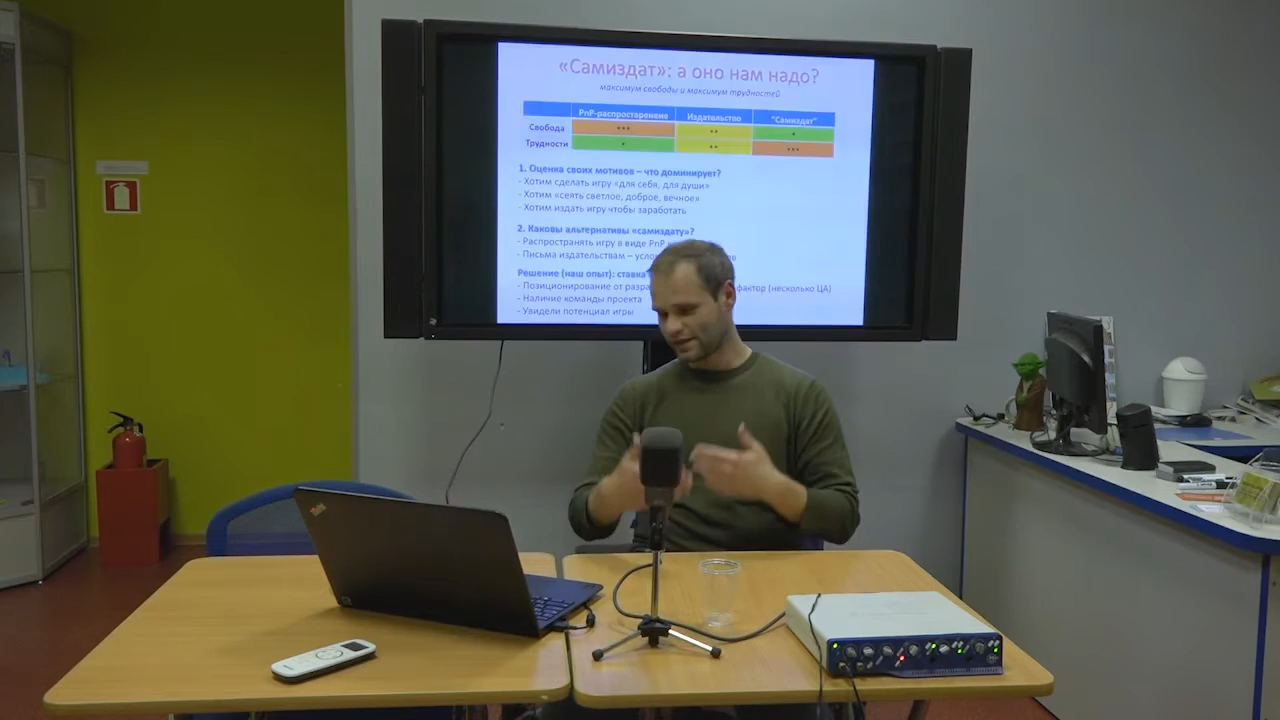 «Самиздат»: а оно нам надо?
максимум свободы и максимум трудностей
PnP-распростаренеие Издательство "Самиздат"
Свобода *** ** *
Трудности * ** ***
1. Оценка своих мотивов – что доминирует?
- Хотим сделать игру «для себя, для души»
- Хотим «сеять светлое, доброе, вечное»
- Хотим издать игру чтобы заработать
2. Каковы альтернативы «самиздату»?
- Распространять игру в виде PnP
- Письма издательствам –
Решение (наш опыт): ставка
- Позиционирование от фактор (несколько ЦА)
- Наличие команды проекта
- Увидели потенциал игры
Think